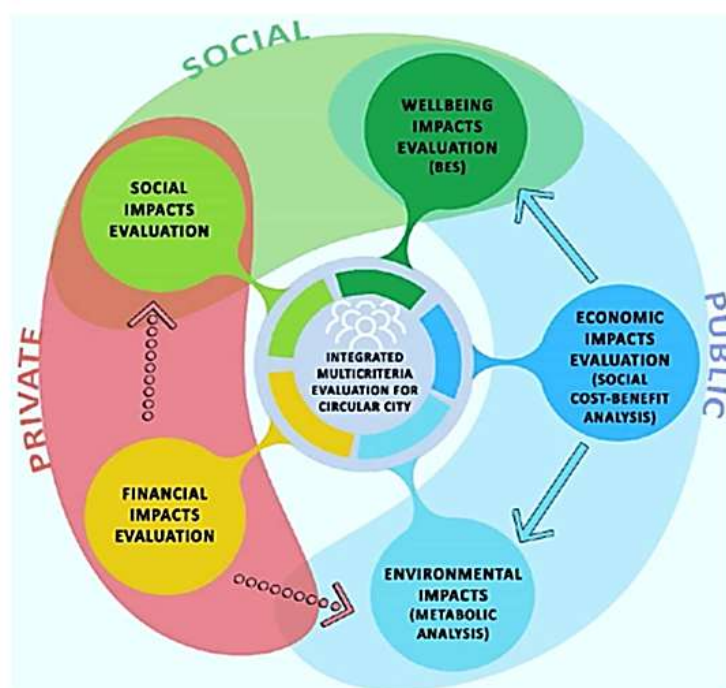 SOCIAL
WELLBEING
IMPACTS
EVALUATION
(BES)
SOCIAL
IMPACTS
EVALUATION
PUBLIC
ECONOMIC
IMPACTS
EVALUATION
(SOCIAL
COST-BENEFIT
ANALYSIS)
INTEGRATED
MULTICRITERIA
EVALUATION FOR
CIRCULAR CITY
PRIVATE
FINANCIAL
IMPACTS
EVALUATION
ENVIRONMENTAL
IMPACTS
(METABOLIC
ANALYSIS)